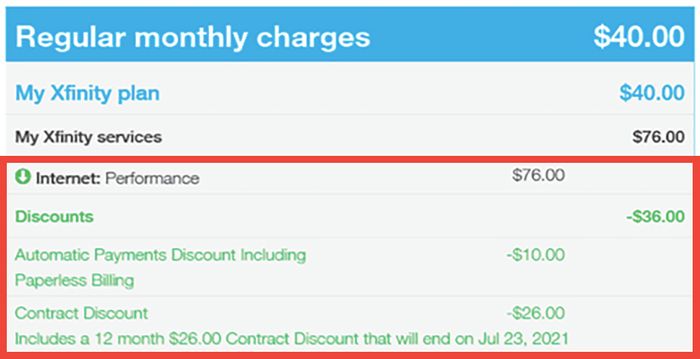 Regular monthly charges $40.00
My Xfinity plan $40.00
My Xfinity services $76.00
Internet: Performance $76.00
Discounts -$36.00
Automatic Payments Discount Including -$10.00
Paperless Billing
Contract Discount -$26.00
Includes a 12 month $26.00 Contract Discount that will end on Jul 23, 2021